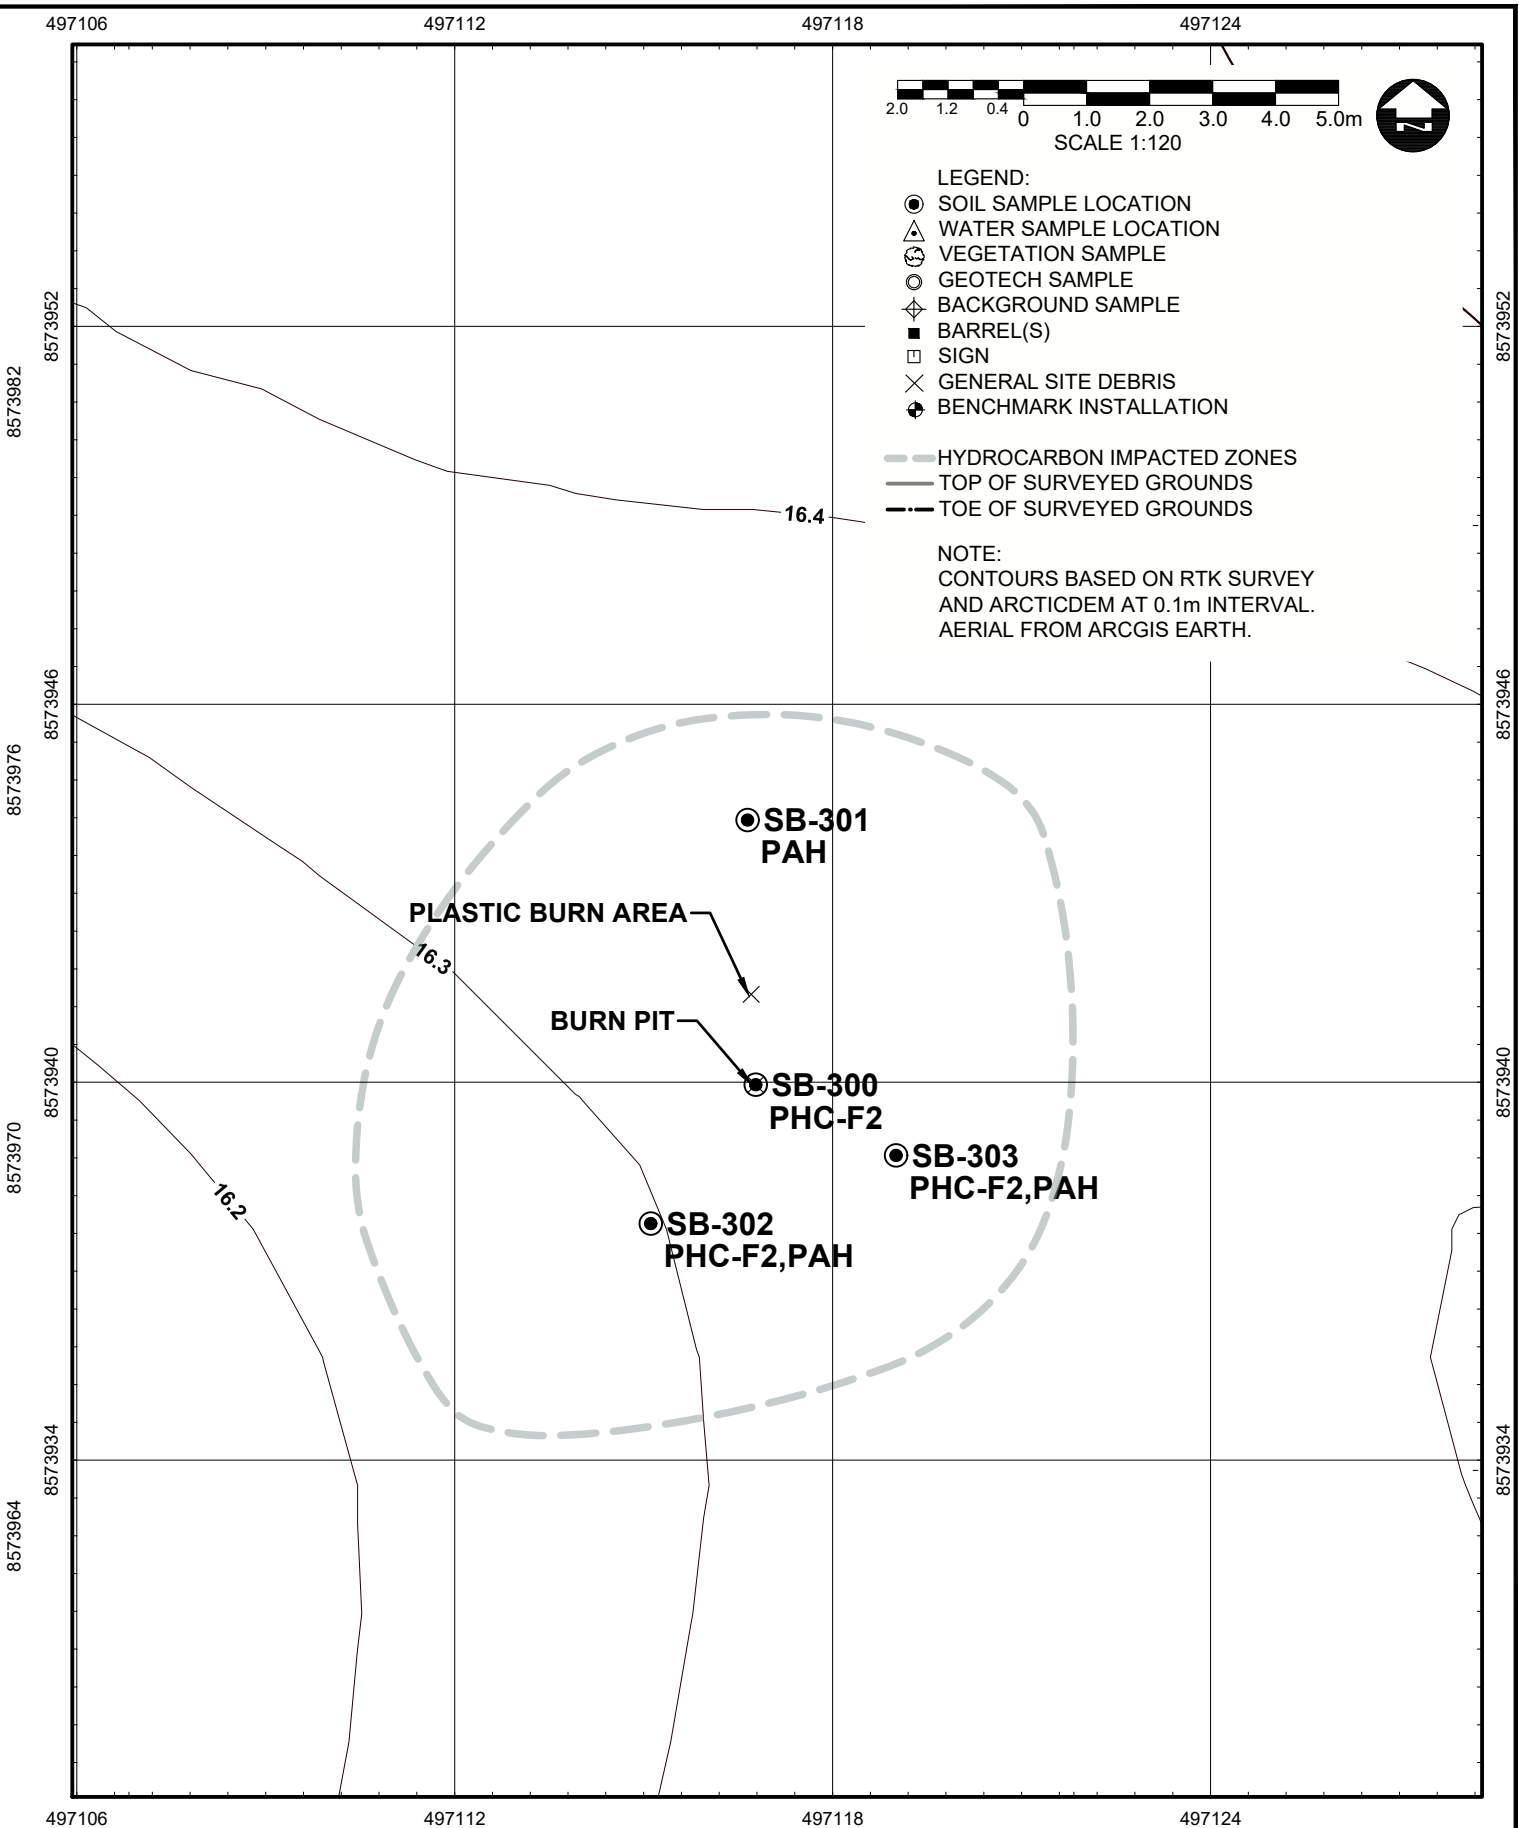 497106 497112 497118 497124
2.0 1.2 0.4 0 1.0 2.0 3.0 4.0 5.0m
SCALE 1:120
N
LEGEND:
SOIL SAMPLE LOCATION
WATER SAMPLE LOCATION
VEGETATION SAMPLE
GEOTECH SAMPLE
BACKGROUND SAMPLE
BARREL(S)
SIGN
GENERAL SITE DEBRIS
BENCHMARK INSTALLATION
HYDROCARBON IMPACTED ZONES
TOP OF SURVEYED GROUNDS
TOE OF SURVEYED GROUNDS
NOTE:
CONTOURS BASED ON RTK SURVEY
AND ARCTICDEM AT 0.1m INTERVAL.
AERIAL FROM ARCGIS EARTH.
8573952
8573952
8573982
16.4
8573946
8573946
8573976
SB-301
PAH
PLASTIC BURN AREA
16.3
BURN PIT
8573940
8573940
SB-300
PHC-F2
8573970
SB-303
PHC-F2,PAH
16.2
SB-302
PHC-F2,PAH
8573934
8573934
8573964
497106 497112 497118 497124